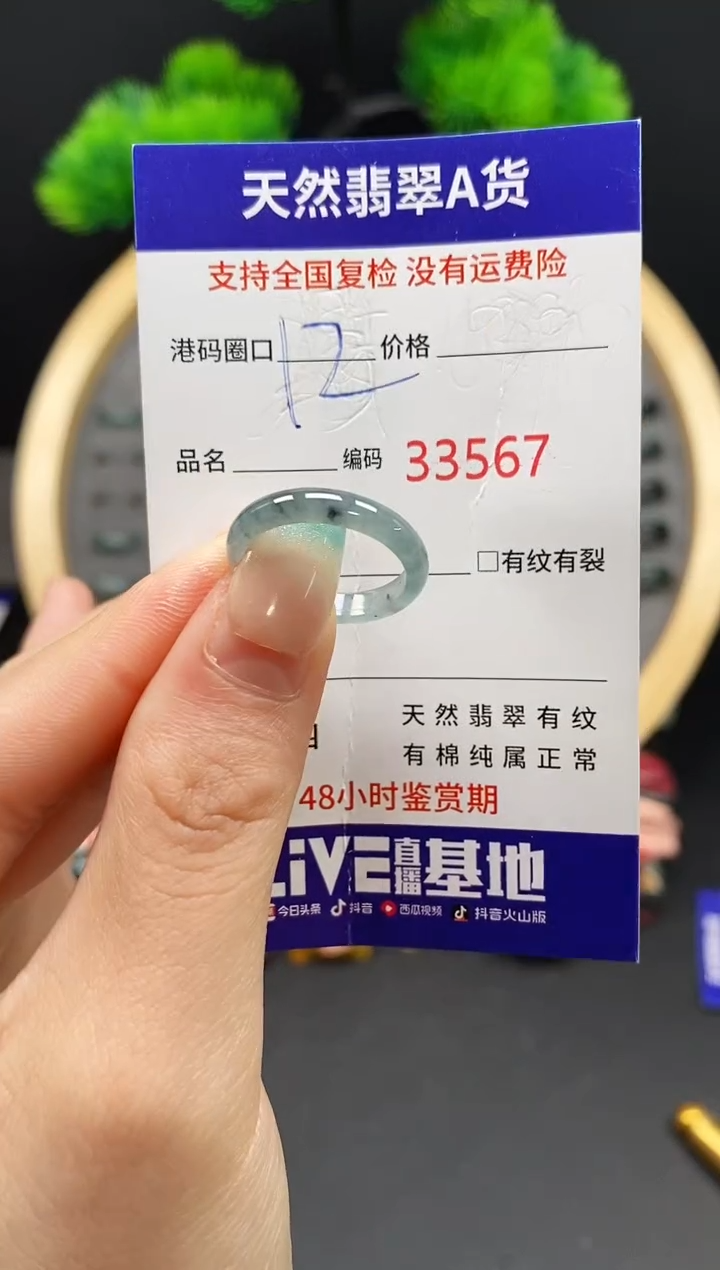 天然翡翠A货
支持全国复检 没有运费险
港码圈口 12 价格
品名 编码 33567
□有纹有裂
天然翡翠有纹
有棉纯属正常
48小时鉴赏期
LiVE直播基地
今日头条 抖音 西瓜视频 抖音火山版